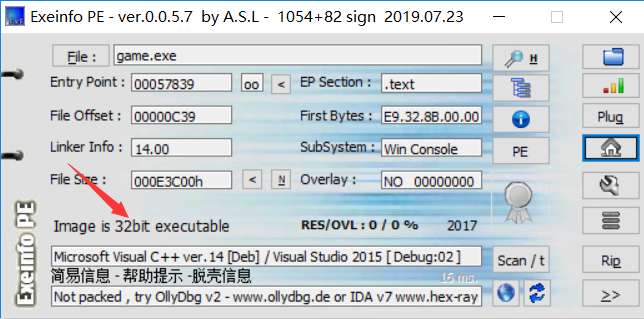 Exeinfo PE - ver.0.0.5.7 by A.S.L - 1054+82 sign 2019.07.23
File : game.exe H
Entry Point : 00057839 oo < EP Section : .text
File Offset : 00000C39 First Bytes : E9.32.8B.00.00 Plug
Linker Info : 14.00 SubSystem : Win Console PE
File Size : 000E3C00h < N Overlay : NO 00000000
Image is 32bit executable RES/OVL : 0 / 0 % 2017
Exeinfo PE
Microsoft Visual C++ ver.14 [Deb] / Visual Studio 2015 [ Debug:02 ] Scan / t Rip
简易信息 - 帮助提示 -脱壳信息 16 ms.
Not packed , try OllyDbg v2 - www.ollydbg.de or IDA v7 www.hex-ray >>